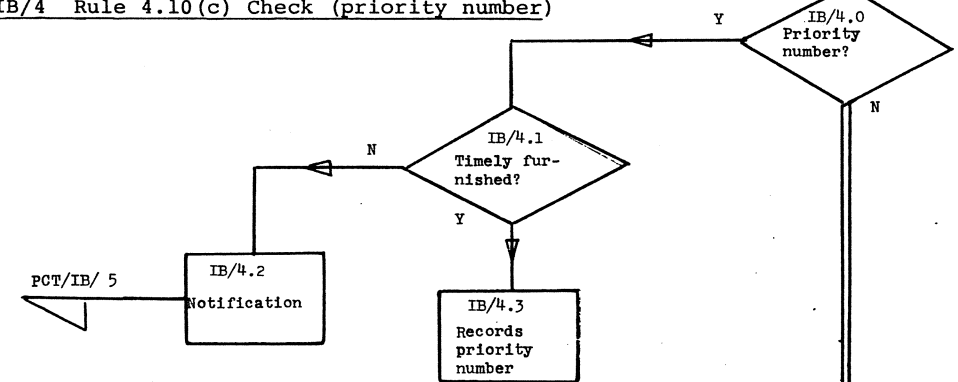 IB/4 Rule 4.10(c) Check (priority number)
Y
IB/4.0
Priority
number?
N
IB/4.1
Timely fur-
nished?
N
Y
IB/4.2
Notification
PCT/IB/ 5
IB/4.3
Records
priority
number